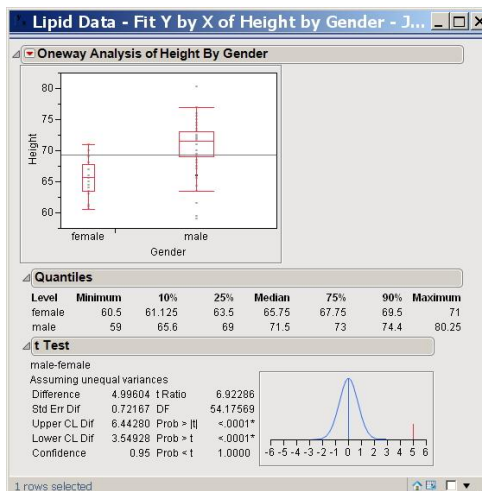 Lipid Data - Fit Y by X of Height by Gender - J...
Oneway Analysis of Height By Gender
80
75
70
65
60
Height
female male
Gender
Quantiles
Level Minimum 10% 25% Median 75% 90% Maximum
female 60.5 61.125 63.5 65.75 67.75 69.5 71
male 59 65.6 69 71.5 73 74.4 80.25
t Test
male-female
Assuming unequal variances
Difference 4.99604 t Ratio 6.92286
Std Err Dif 0.72167 DF 54.17569
Upper CL Dif 6.44280 Prob > |t| <.0001*
Lower CL Dif 3.54928 Prob > t <.0001*
Confidence 0.95 Prob < t 1.0000
-6 -5 -4 -3 -2 -1 0 1 2 3 4 5 6
1 rows selected